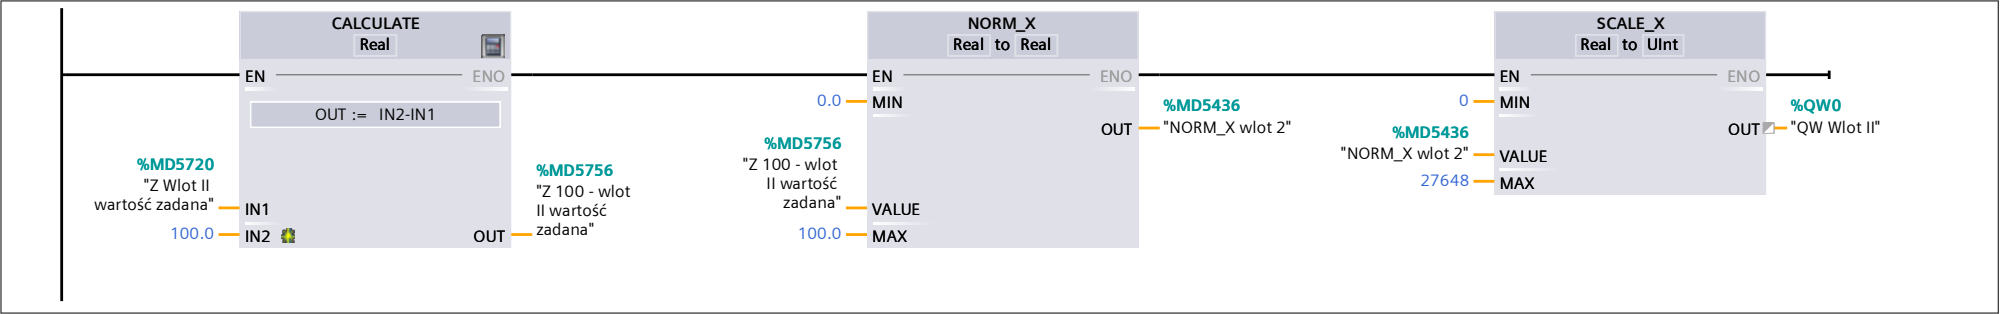 CALCULATE
Real
EN
ENO
OUT := IN2-IN1
%MD5720
"Z Wlot II
wartość zadana"
IN1
100.0
IN2
OUT
%MD5756
"Z 100 - wlot
II wartość
zadana"
NORM_X
Real to Real
EN
ENO
0.0
MIN
%MD5756
"Z 100 - wlot
II wartość
zadana"
VALUE
100.0
MAX
OUT
%MD5436
"NORM_X wlot 2"
SCALE_X
Real to UInt
EN
ENO
0
MIN
%MD5436
"NORM_X wlot 2"
VALUE
27648
MAX
OUT
%QW0
"QW Wlot II"